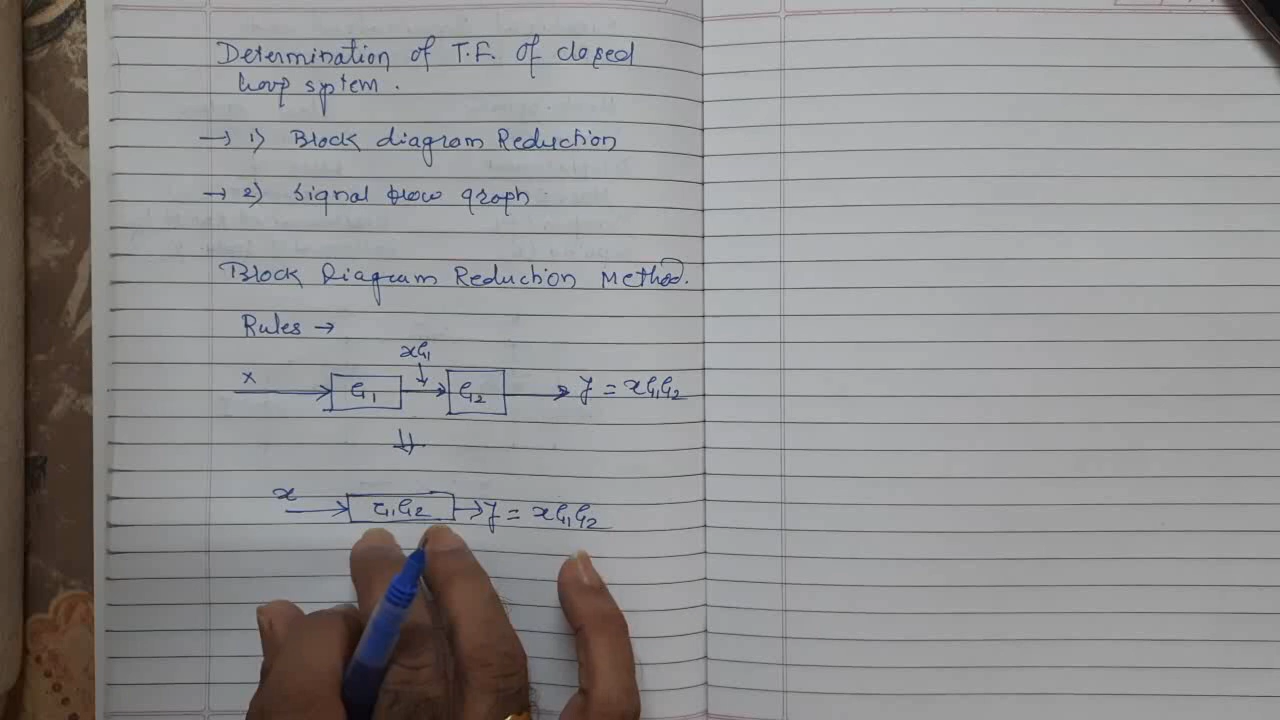 Determination of T.F. of closed
loop system.
→ 1) Block diagram Reduction
→ 2) Signal flow graph
Block Diagram Reduction Method.
Rules →
xG₁
x G₁ G₂ y = xG₁G₂
x G₁G₂ y = xG₁G₂